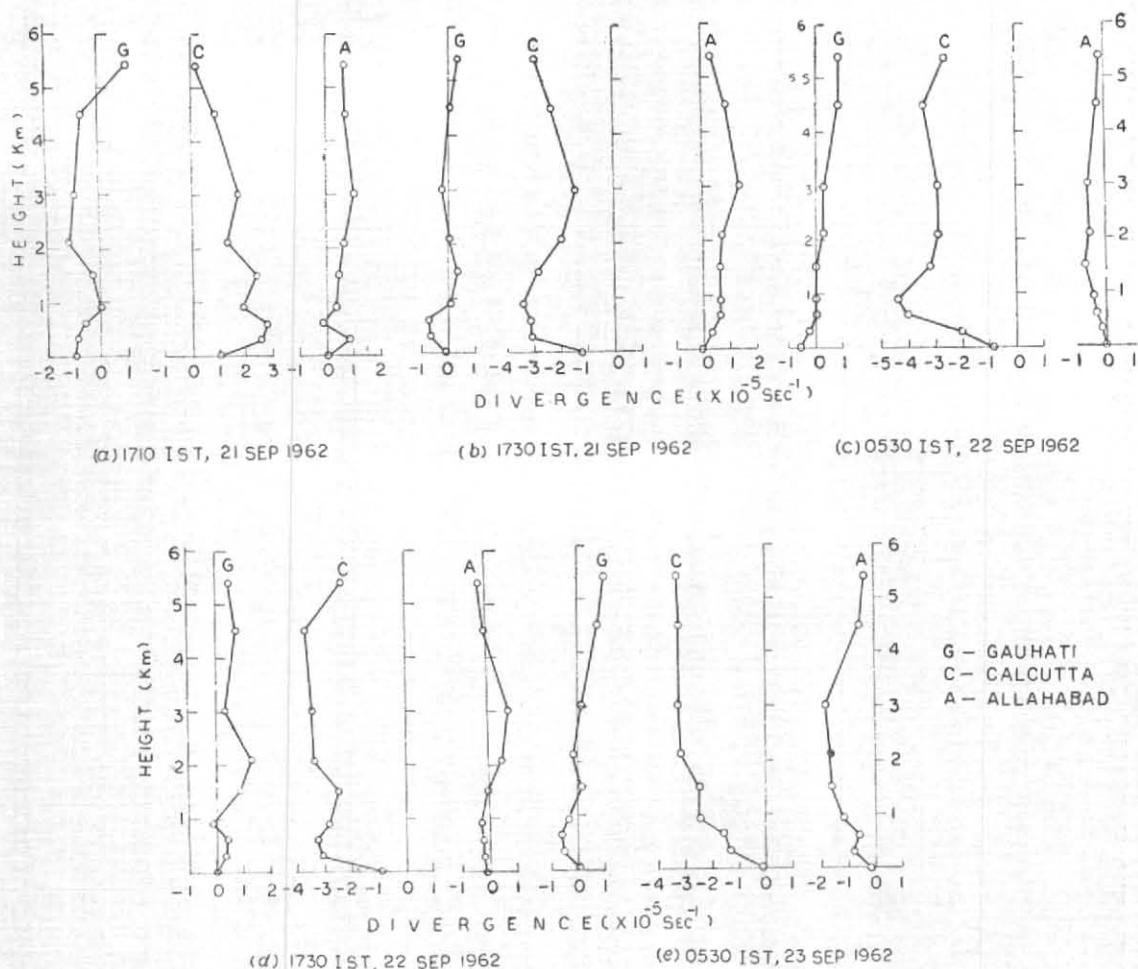 HEIGHT (Km)
6
5
4
3
2
1
G
C
A
G
C
A
6
5 5
4
G
C
A
6
5
4
3
2
1
-2 -1 0 1
-1 0 1 2 3
-1 0 1 2
-1 0 1
-4 -3 -2 -1 0 1
0 1 2
-1 0 1
-5 -4 -3 -2 -1 0 1
-1 0 1
DIVERGENCE (X10⁻⁵ Sec⁻¹)
(a) 1710 IST, 21 SEP 1962
(b) 1730 IST, 21 SEP 1962
(c) 0530 IST, 22 SEP 1962
HEIGHT (Km)
6
5
4
3
2
1
G
C
A
G
C
A
6
5
4
3
2
1
G – GAUHATI
C – CALCUTTA
A – ALLAHABAD
-1 0 1 2
-4 -3 -2 -1 0 1
-1 0 1
-1 0 1
-4 -3 -2 -1 0 1
-2 -1 0 1
DIVERGENCE (X10⁻⁵ Sec⁻¹)
(d) 1730 IST, 22 SEP 1962
(e) 0530 IST, 23 SEP 1962